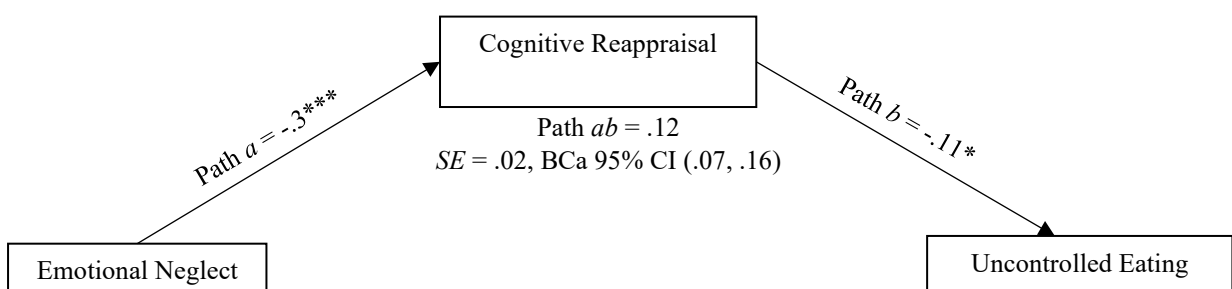 Cognitive Reappraisal
Path a = -.3***
Path b = -.11*
Path ab = .12
SE = .02, BCa 95% CI (.07, .16)
Emotional Neglect
Uncontrolled Eating